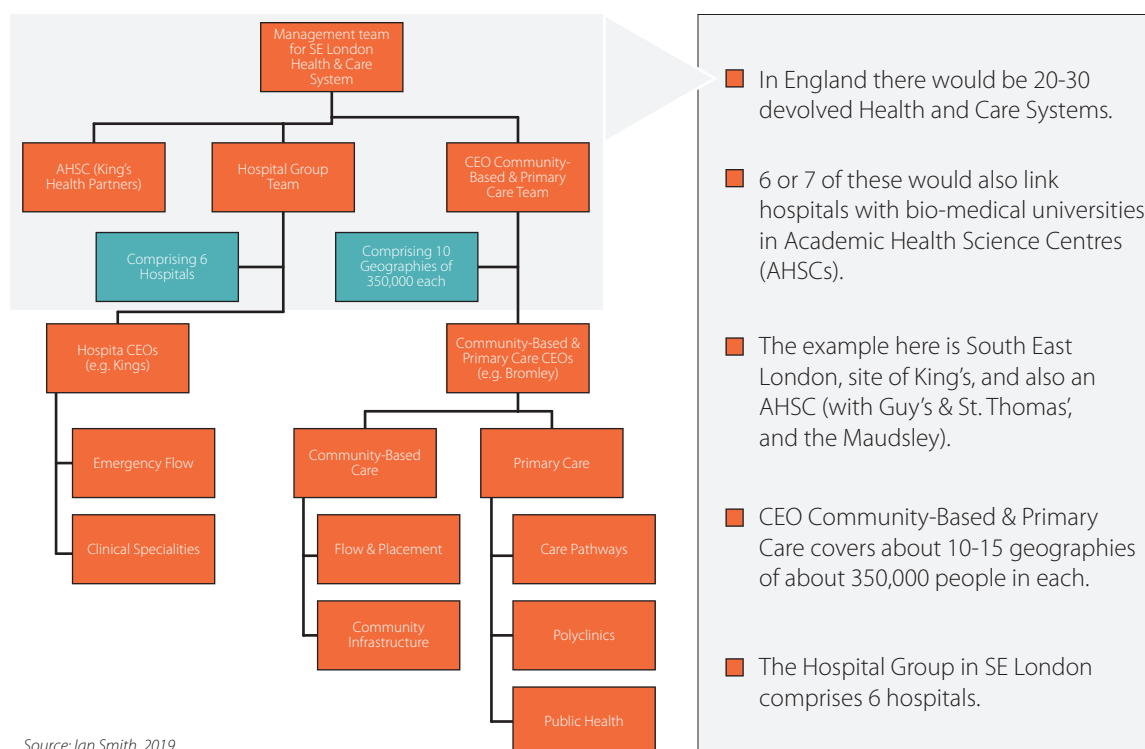 Management team
for SE London
Health & Care
System
AHSC (King's
Health Partners)
Hospital Group
Team
CEO Community-
Based & Primary
Care Team
Comprising 6
Hospitals
Comprising 10
Geographies of
350,000 each
Hospita CEOs
(e.g. Kings)
Community-Based &
Primary Care CEOs
(e.g. Bromley)
Emergency Flow
Clinical Specialities
Community-Based
Care
Primary Care
Flow & Placement
Community
Infrastructure
Care Pathways
Polyclinics
Public Health
Source: Ian Smith, 2019
In England there would be 20-30
devolved Health and Care Systems.
6 or 7 of these would also link
hospitals with bio-medical universities
in Academic Health Science Centres
(AHSCs).
The example here is South East
London, site of King's, and also an
AHSC (with Guy's & St. Thomas',
and the Maudsley).
CEO Community-Based & Primary
Care covers about 10-15 geographies
of about 350,000 people in each.
The Hospital Group in SE London
comprises 6 hospitals.